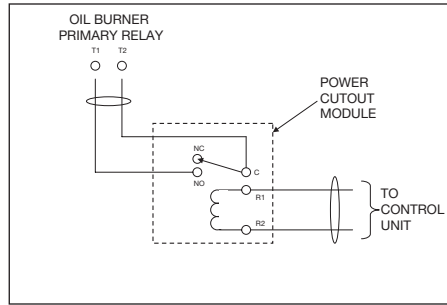 OIL BURNER
PRIMARY RELAY
T1 T2
POWER
CUTOUT
MODULE
NC
C
NO
R1
TO
CONTROL
UNIT
R2